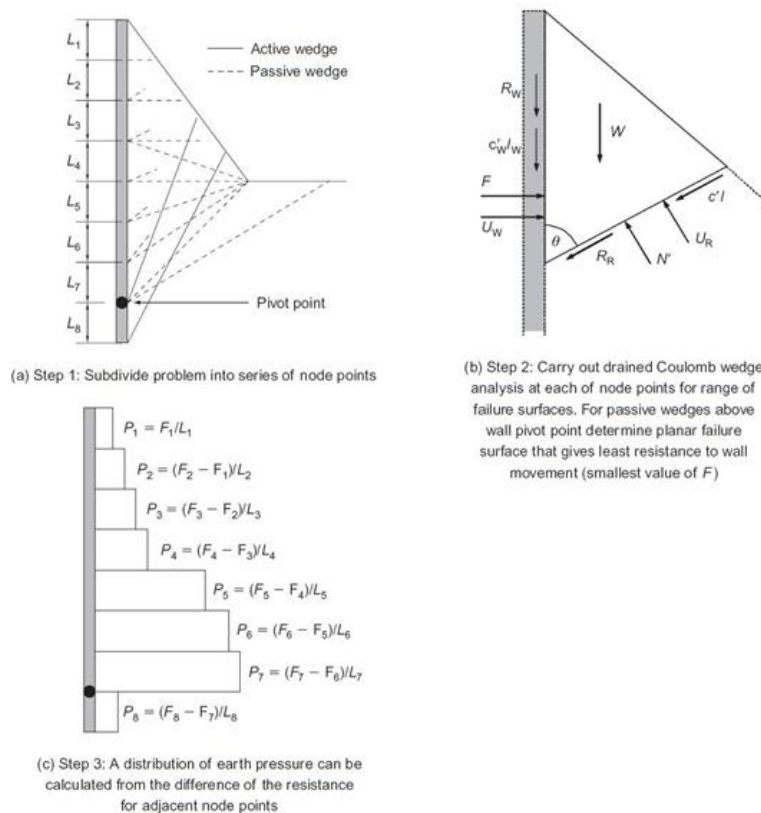 L1
L2
L3
L4
L5
L6
L7
L8
Active wedge
Passive wedge
Pivot point
(a) Step 1: Subdivide problem into series of node points
RW
c′W lW
F
UW
W
θ
RR
N′
UR
c′l
(b) Step 2: Carry out drained Coulomb wedge
analysis at each of node points for range of
failure surfaces. For passive wedges above
wall pivot point determine planar failure
surface that gives least resistance to wall
movement (smallest value of F)
P1 = F1/L1
P2 = (F2 − F1)/L2
P3 = (F3 − F2)/L3
P4 = (F4 − F3)/L4
P5 = (F5 − F4)/L5
P6 = (F6 − F5)/L6
P7 = (F7 − F6)/L7
P8 = (F8 − F7)/L8
(c) Step 3: A distribution of earth pressure can be
calculated from the difference of the resistance
for adjacent node points